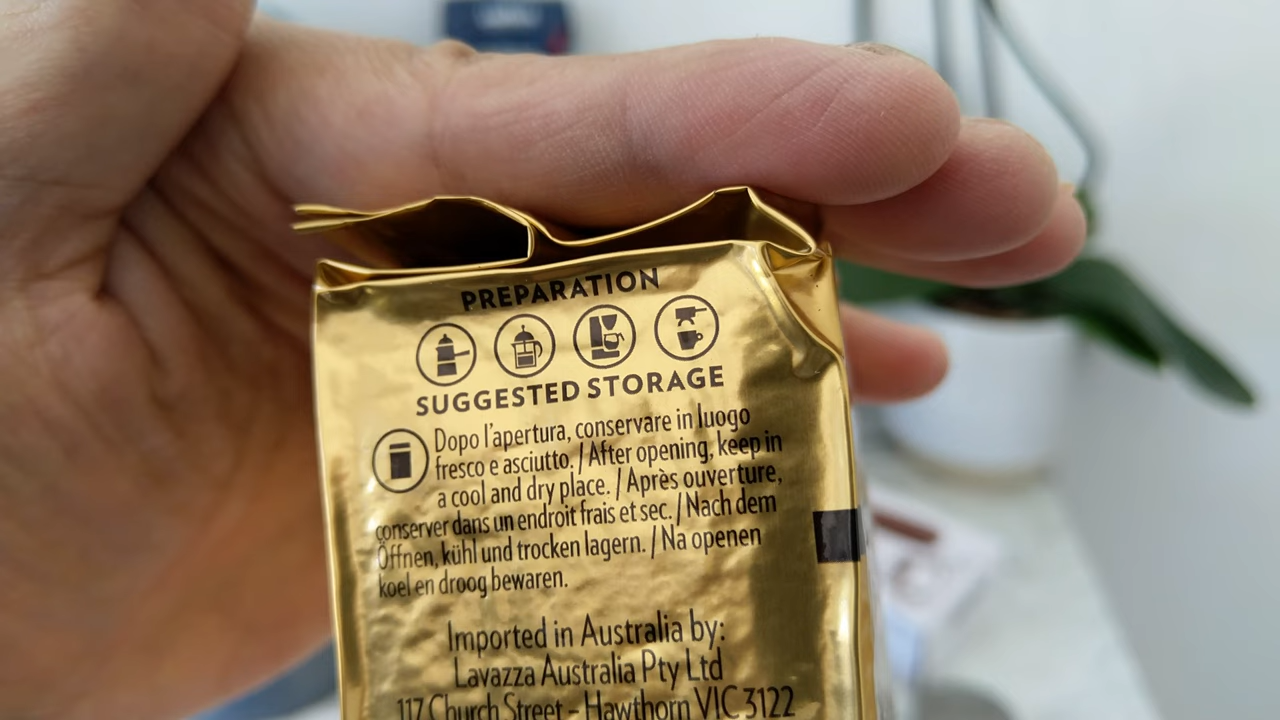 PREPARATION
SUGGESTED STORAGE
Dopo l'apertura, conservare in luogo
fresco e asciutto. / After opening, keep in
a cool and dry place. / Après ouverture,
conserver dans un endroit frais et sec. / Nach dem
Öffnen, kühl und trocken lagern. / Na openen
koel en droog bewaren.
Imported in Australia by:
Lavazza Australia Pty Ltd
117 Church Street - Hawthorn VIC 3122